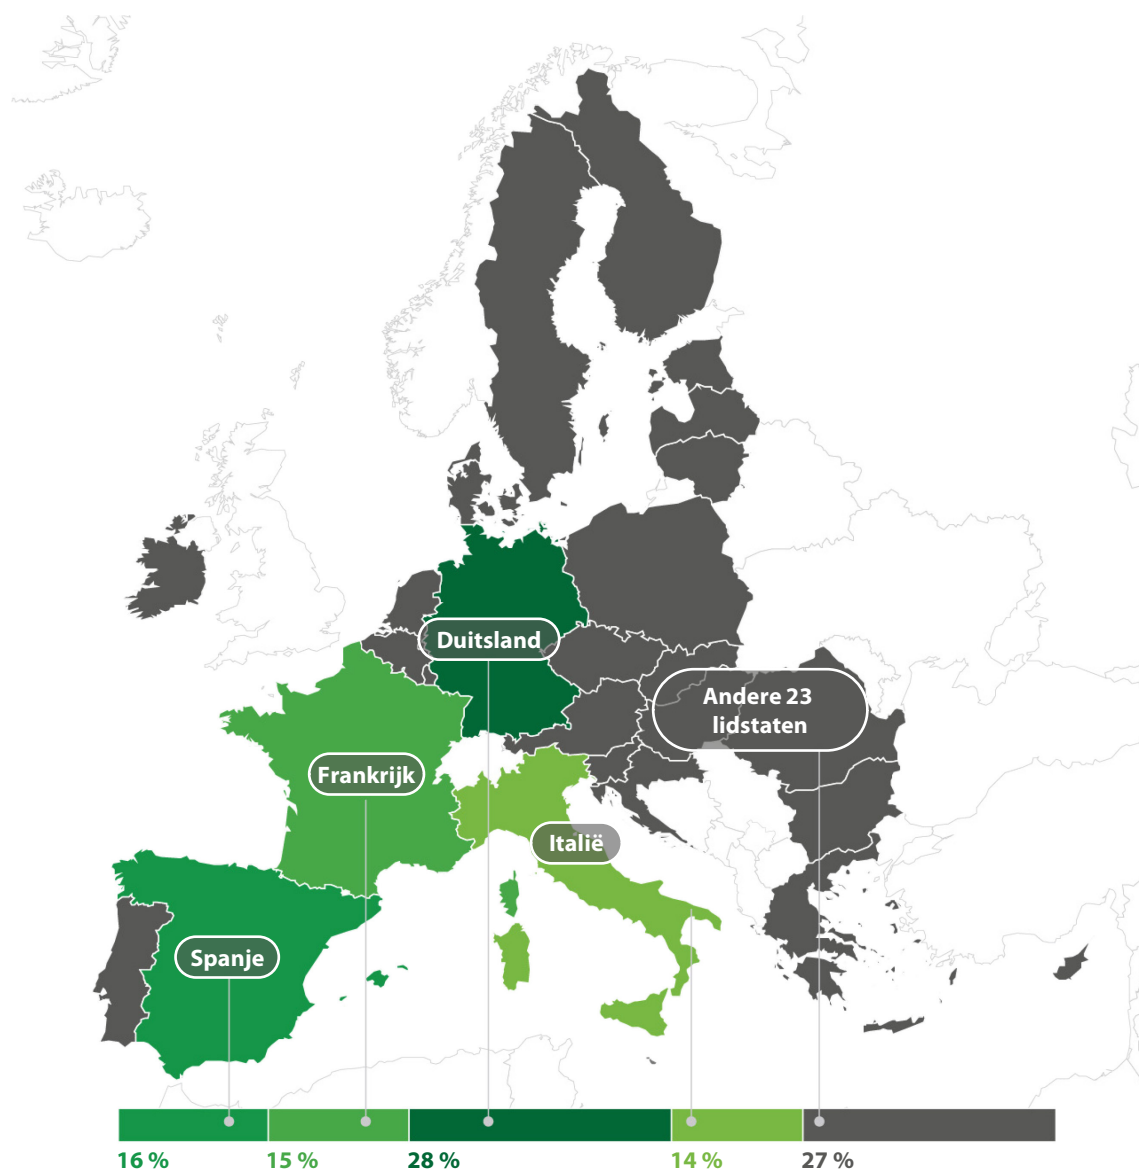 Duitsland
Andere 23
lidstaten
Frankrijk
Italië
Spanje
16 %
15 %
28 %
14 %
27 %